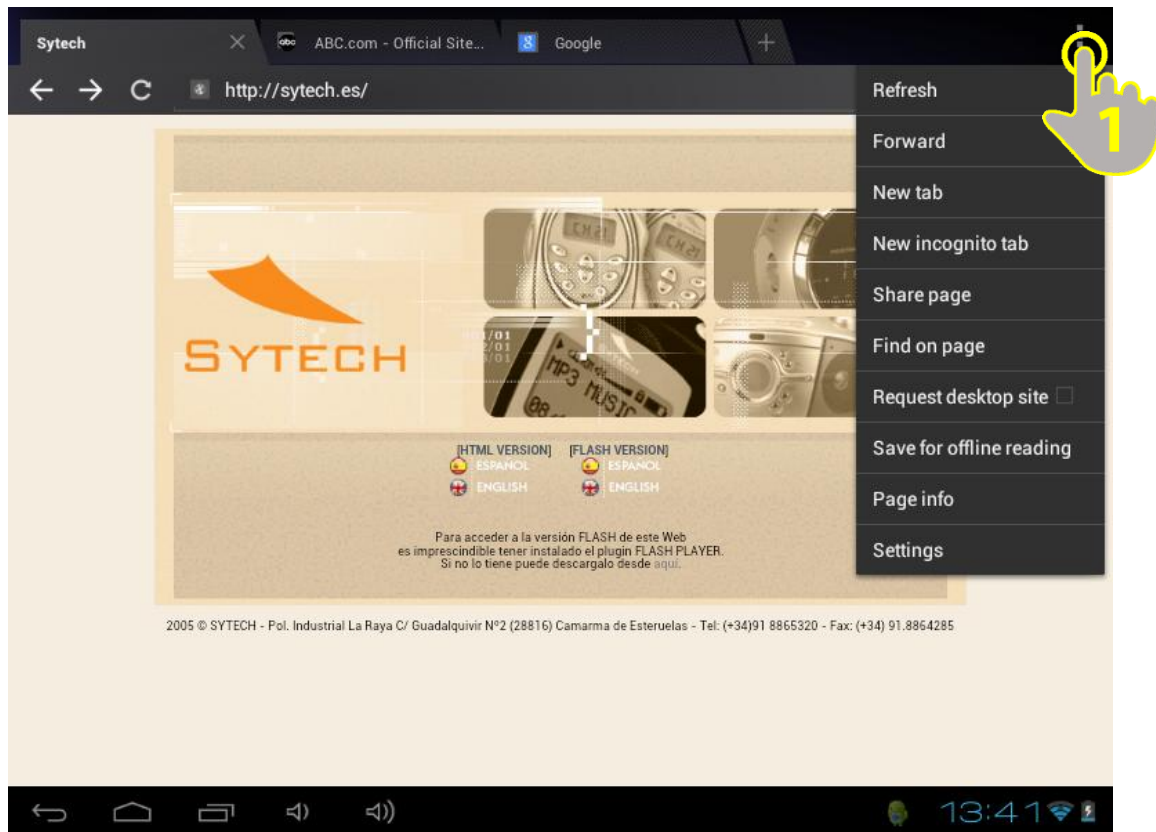 Sytech
ABC.com - Official Site...
Google
http://sytech.es/
1
Refresh
Forward
New tab
New incognito tab
Share page
Find on page
Request desktop site
Save for offline reading
Page info
Settings
CH 21
CH 21
SYTECH
MP3 MUSIC
[HTML VERSION] [FLASH VERSION]
ESPAÑOL ESPAÑOL
ENGLISH ENGLISH
Para acceder a la versión FLASH de este Web
es imprescindible tener instalado el plugin FLASH PLAYER.
Si no lo tiene puede descargalo desde aquí.
2005 © SYTECH - Pol. Industrial La Raya C/ Guadalquivir Nº2 (28816) Camarma de Esteruelas - Tel: (+34)91 8865320 - Fax: (+34) 91.8864285
13:41